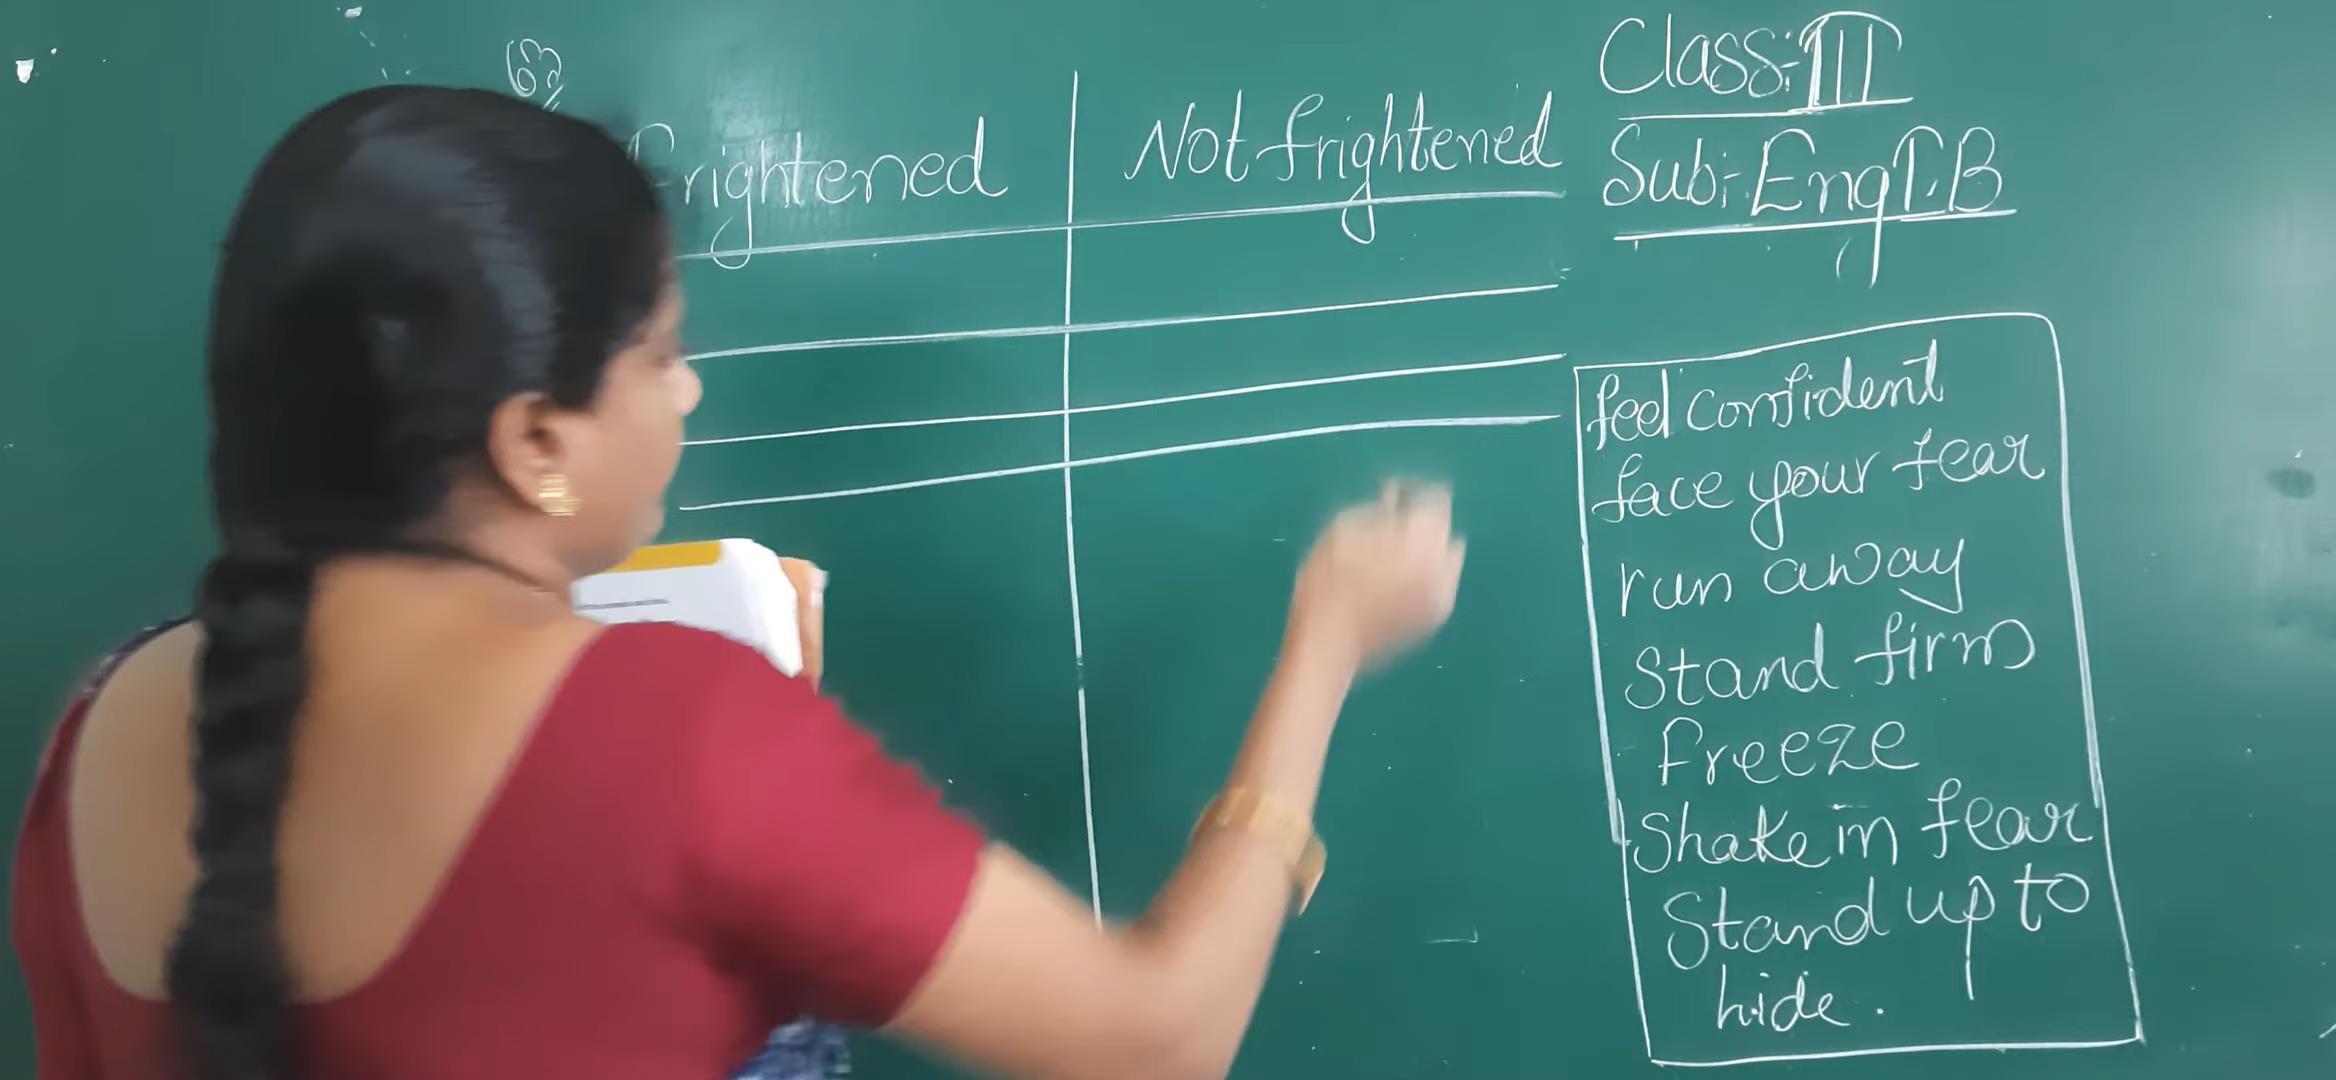 Frightened
Not frightened
Class:-III
Sub:-Eng T.B
feel confident
face your fear
run away
Stand firm
freeze
Shake in fear
Stand up to
hide.